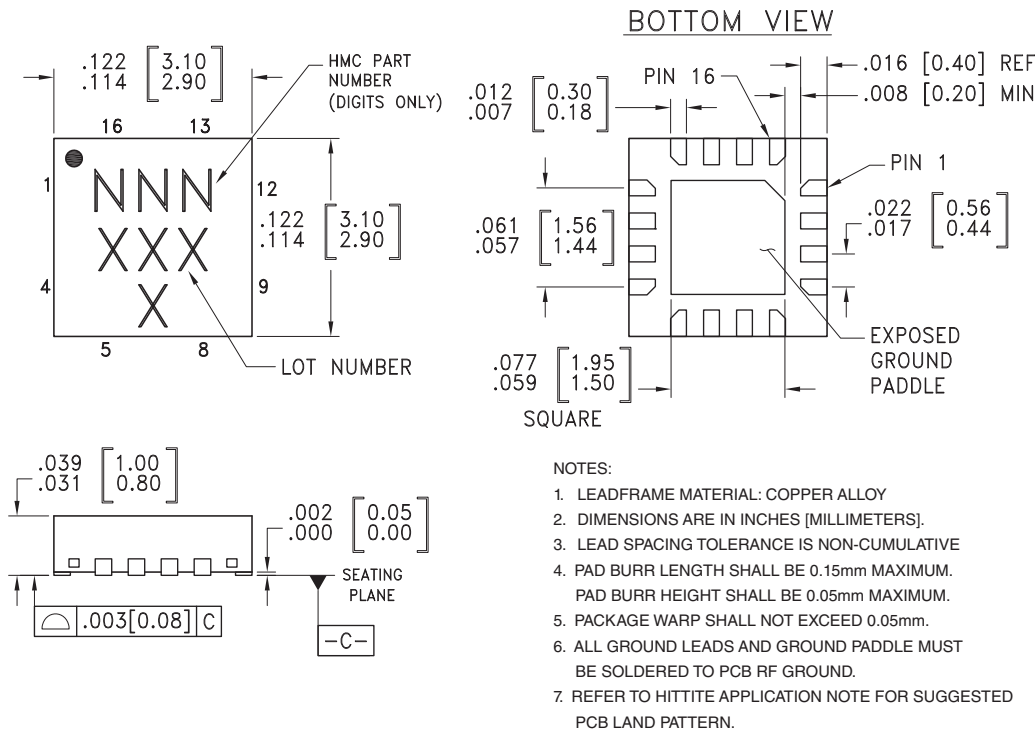 BOTTOM VIEW
.122 [3.10]
.114 [2.90]
HMC PART
NUMBER
(DIGITS ONLY)
16 13
1
12
NNN
XXX
X
4
9
5 8
.122 [3.10]
.114 [2.90]
LOT NUMBER
.012 [0.30]
.007 [0.18]
PIN 16
.016 [0.40] REF
.008 [0.20] MIN
PIN 1
.061 [1.56]
.057 [1.44]
.022 [0.56]
.017 [0.44]
.077 [1.95]
.059 [1.50]
SQUARE
EXPOSED
GROUND
PADDLE
.039 [1.00]
.031 [0.80]
.002 [0.05]
.000 [0.00]
SEATING
PLANE
.003[0.08] C
-C-
NOTES:
1. LEADFRAME MATERIAL: COPPER ALLOY
2. DIMENSIONS ARE IN INCHES [MILLIMETERS].
3. LEAD SPACING TOLERANCE IS NON-CUMULATIVE
4. PAD BURR LENGTH SHALL BE 0.15mm MAXIMUM.
PAD BURR HEIGHT SHALL BE 0.05mm MAXIMUM.
5. PACKAGE WARP SHALL NOT EXCEED 0.05mm.
6. ALL GROUND LEADS AND GROUND PADDLE MUST
BE SOLDERED TO PCB RF GROUND.
7. REFER TO HITTITE APPLICATION NOTE FOR SUGGESTED
PCB LAND PATTERN.